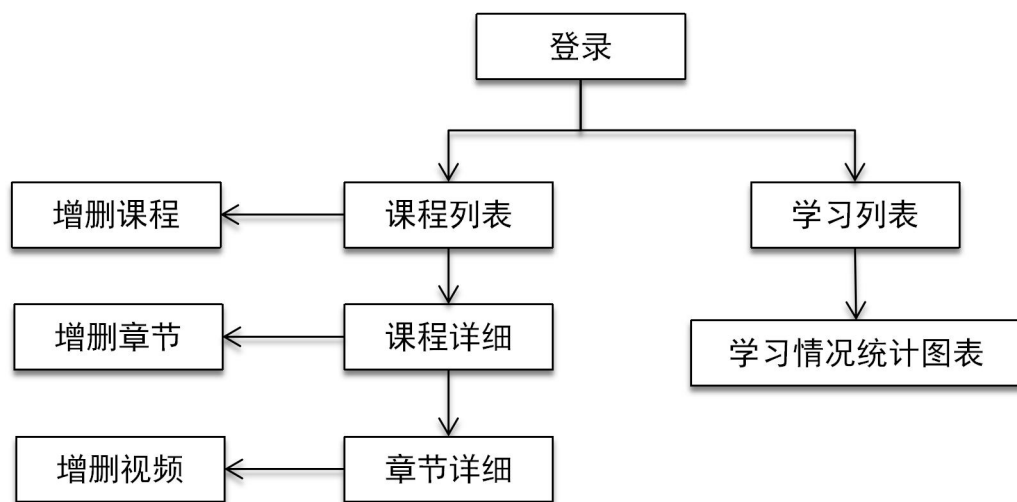 登录
增删课程
课程列表
学习列表
增删章节
课程详细
学习情况统计图表
增删视频
章节详细